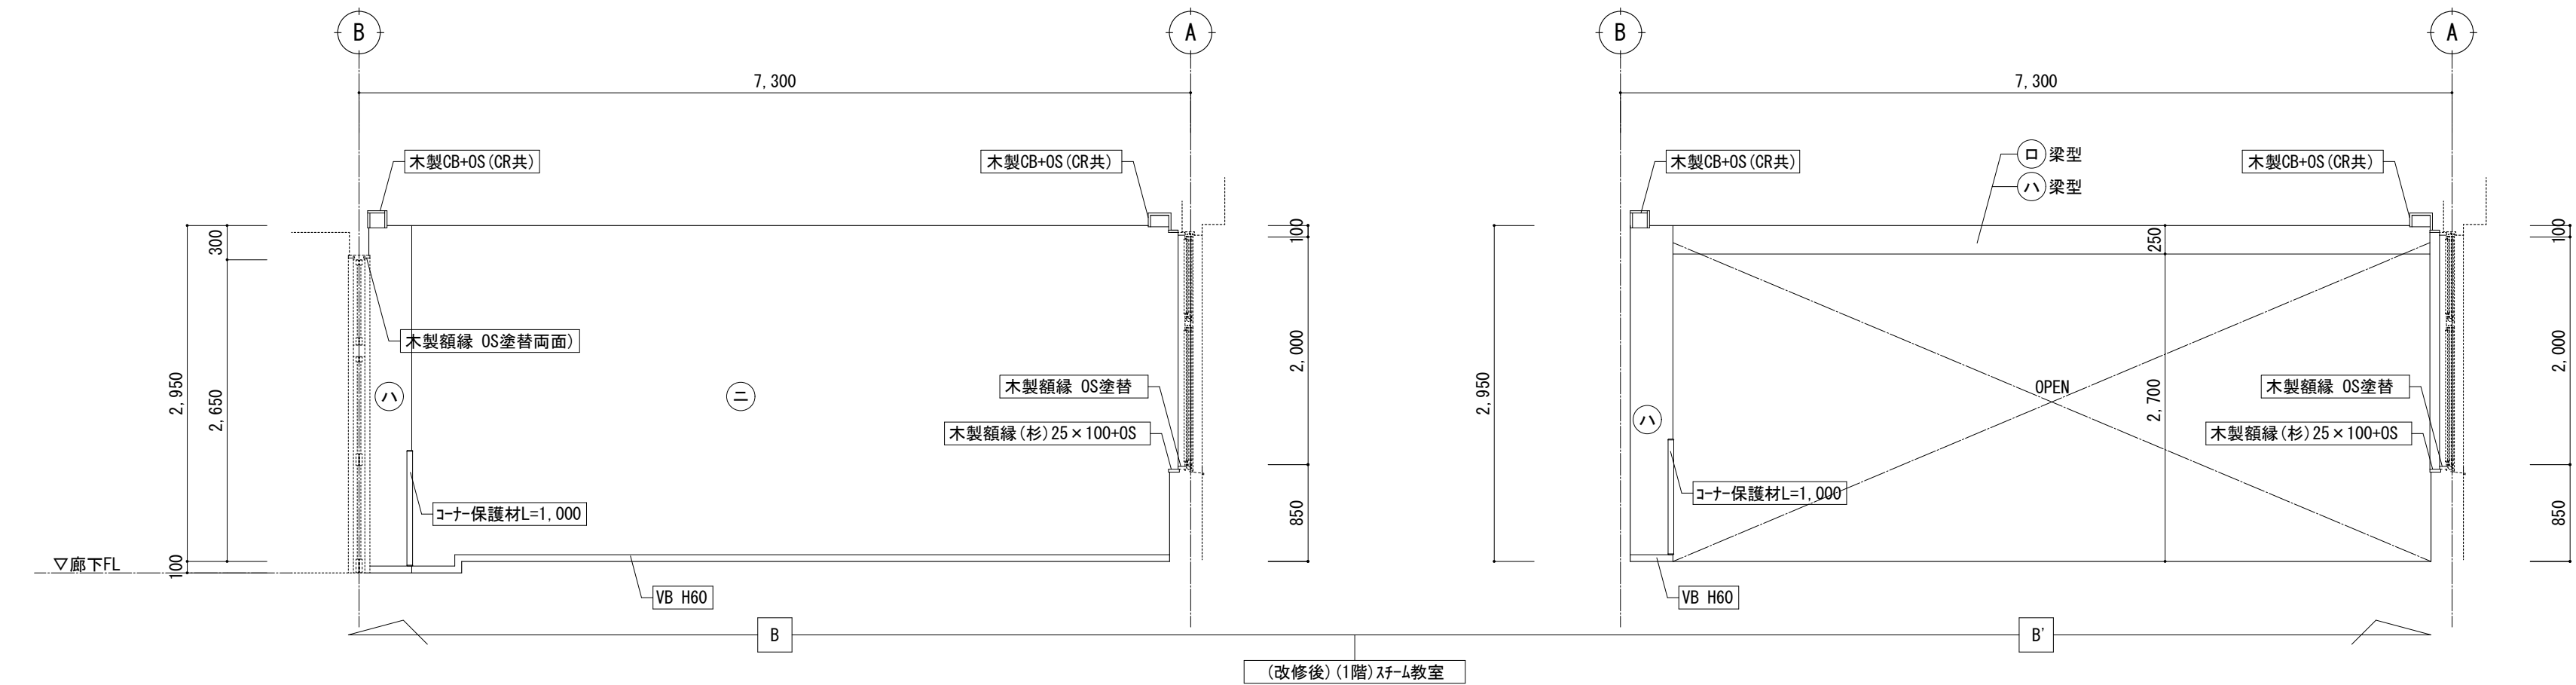 B
A
B
A
7,300
7,300
木製CB+OS(CR共)
木製CB+OS(CR共)
木製CB+OS(CR共)
ロ 梁型
ハ 梁型
木製CB+OS(CR共)
300
100
250
100
木製額縁 OS塗替両面)
2,950
2,650
ハ
ニ
2,000
木製額縁 OS塗替
木製額縁(杉)25×100+OS
2,950
ハ
OPEN
2,700
2,000
木製額縁 OS塗替
木製額縁(杉)25×100+OS
コーナー保護材L=1,000
850
コーナー保護材L=1,000
850
▽廊下FL
100
VB H60
VB H60
B
B'
(改修後)(1階)スチーム教室